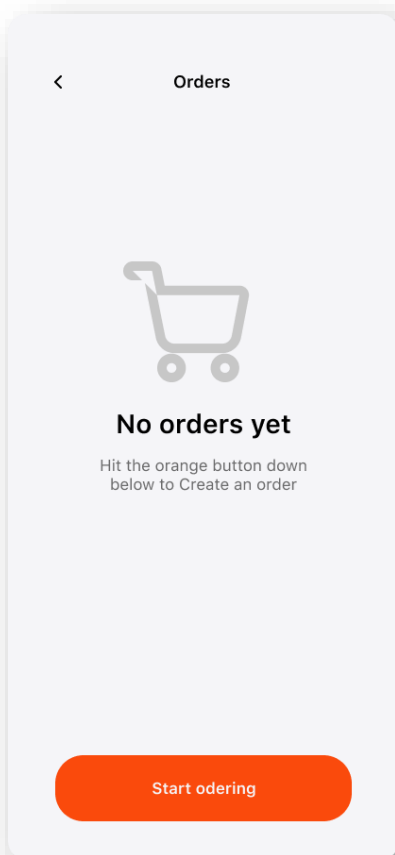 Orders
No orders yet
Hit the orange button down
below to Create an order
Start odering